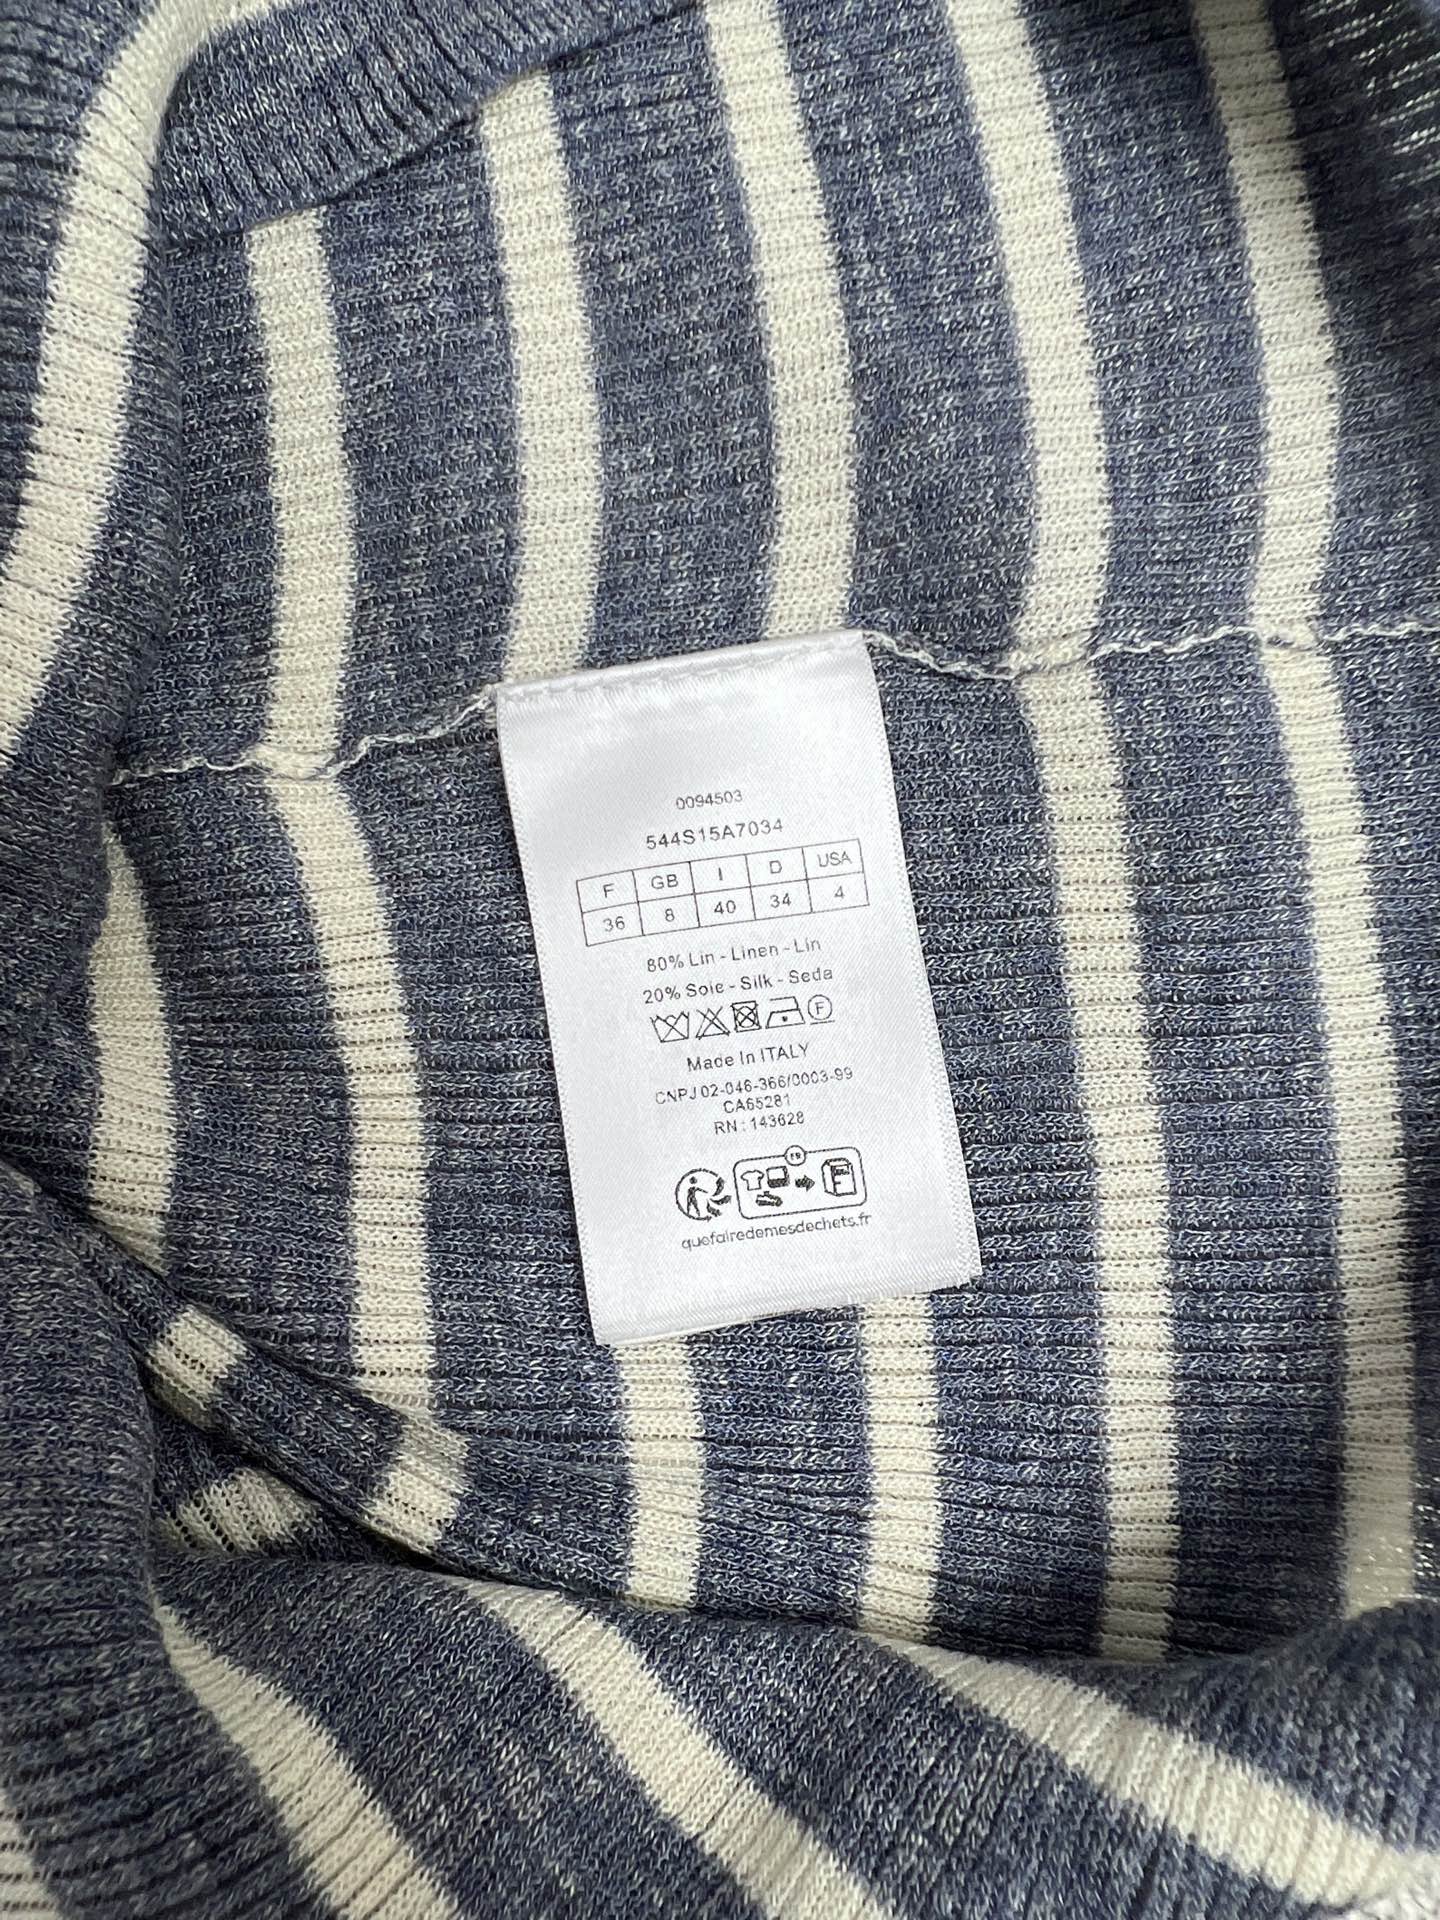 0094503
544S15A7034
F GB I D USA
36 8 40 34 4
80% Lin - Linen - Lin
20% Soie - Silk - Seda
F
Made In ITALY
CNPJ 02-046-366/0003-99
CA65281
RN : 143628
FR
quefairedemesdechets.fr